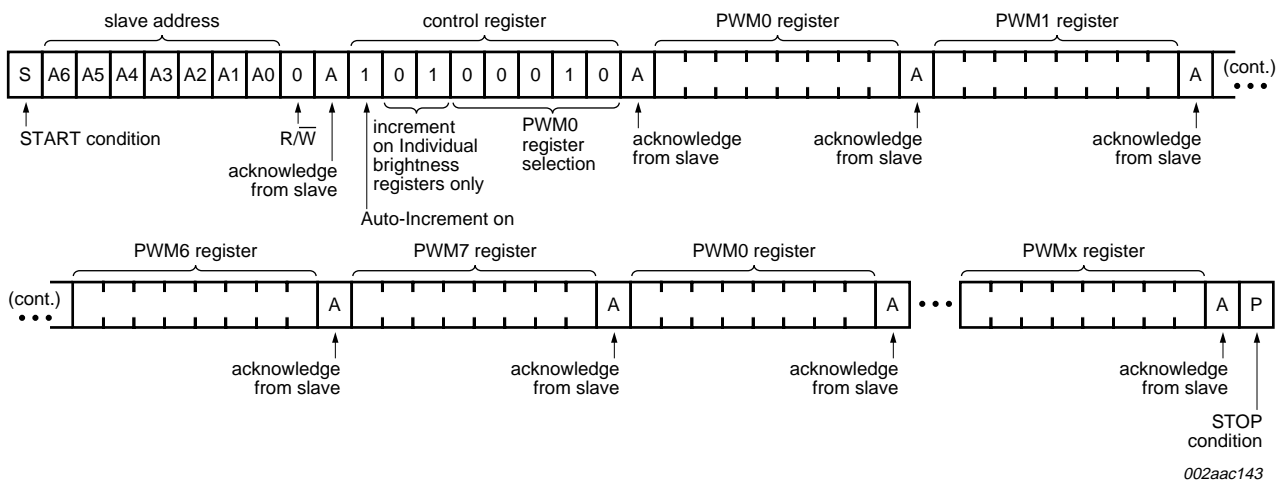 slave address control register PWM0 register PWM1 register
S A6 A5 A4 A3 A2 A1 A0 0 A 1 0 1 0 0 0 1 0 A A A (cont.)
START condition
R/W
acknowledge
from slave
Auto-Increment on
increment
on Individual
brightness
registers only
PWM0
register
selection
acknowledge
from slave
acknowledge
from slave
acknowledge
from slave
PWM6 register PWM7 register PWM0 register PWMx register
(cont.) A A A A P
acknowledge
from slave
acknowledge
from slave
acknowledge
from slave
acknowledge
from slave
STOP
condition
002aac143